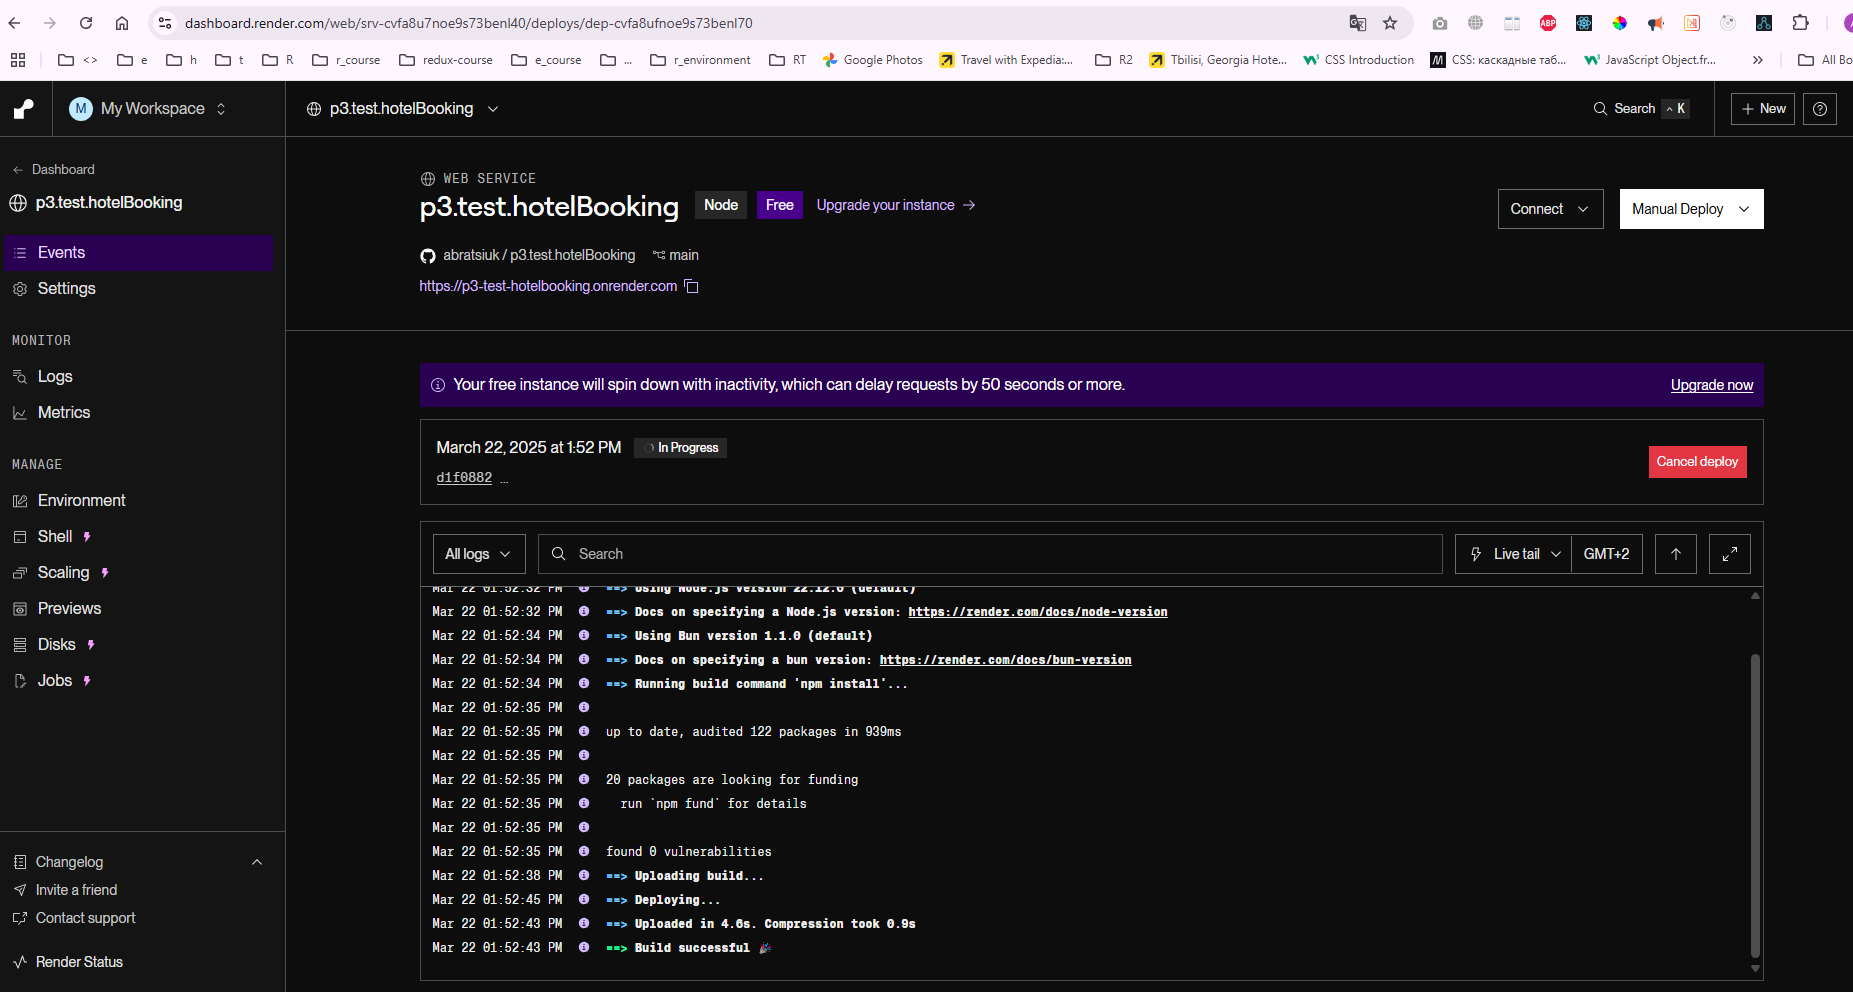 dashboard.render.com/web/srv-cvfa8u7noe9s73benl40/deploys/dep-cvfa8ufnoe9s73benl70
ABP
<> e h t R r_course redux-course e_course ... r_environment RT Google Photos Travel with Expedia:... R2 Tbilisi, Georgia Hote... CSS Introduction CSS: каскадные таб... JavaScript Object.fr... » All Bo
M My Workspace
p3.test.hotelBooking
Search ^ K
+ New
← Dashboard
p3.test.hotelBooking
Events
Settings
MONITOR
Logs
Metrics
MANAGE
Environment
Shell
Scaling
Previews
Disks
Jobs
Changelog
Invite a friend
Contact support
Render Status
WEB SERVICE
p3.test.hotelBooking Node Free Upgrade your instance →
Connect Manual Deploy
abratsiuk / p3.test.hotelBooking main
https://p3-test-hotelbooking.onrender.com
Your free instance will spin down with inactivity, which can delay requests by 50 seconds or more. Upgrade now
March 22, 2025 at 1:52 PM In Progress
Cancel deploy
d1f0882 ...
All logs Search Live tail GMT+2
Mar 22 01:52:32 PM ==> Using Node.js version 22.12.0 (default)
Mar 22 01:52:32 PM ==> Docs on specifying a Node.js version: https://render.com/docs/node-version
Mar 22 01:52:34 PM ==> Using Bun version 1.1.0 (default)
Mar 22 01:52:34 PM ==> Docs on specifying a bun version: https://render.com/docs/bun-version
Mar 22 01:52:34 PM ==> Running build command 'npm install'...
Mar 22 01:52:35 PM
Mar 22 01:52:35 PM up to date, audited 122 packages in 939ms
Mar 22 01:52:35 PM
Mar 22 01:52:35 PM 20 packages are looking for funding
Mar 22 01:52:35 PM run `npm fund` for details
Mar 22 01:52:35 PM
Mar 22 01:52:35 PM found 0 vulnerabilities
Mar 22 01:52:38 PM ==> Uploading build...
Mar 22 01:52:45 PM ==> Deploying...
Mar 22 01:52:43 PM ==> Uploaded in 4.6s. Compression took 0.9s
Mar 22 01:52:43 PM ==> Build successful 🎉